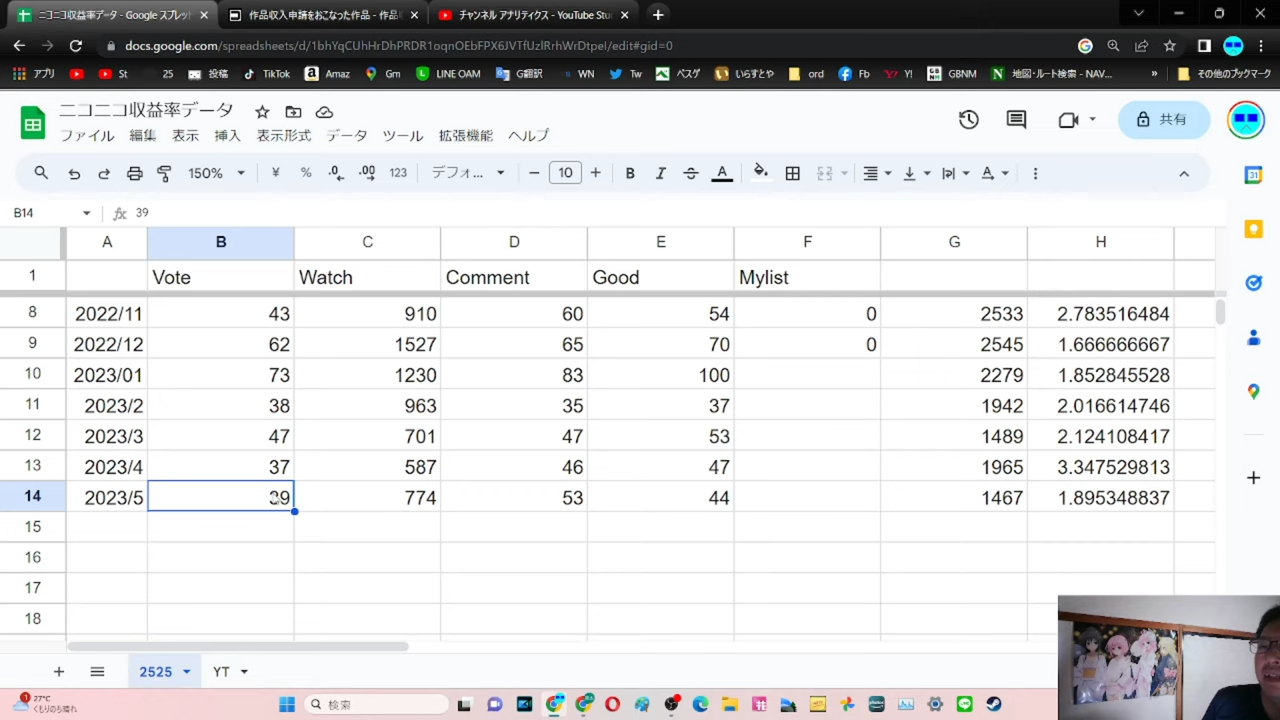 ニコニコ収益率データ - Google スプレッ
作品収入申請をおこなった作品 - 作品収
チャンネル アナリティクス - YouTube Stu
docs.google.com/spreadsheets/d/1bhYqCUhHrDhPRDR1oqnOEbFPX6JVTfUzlRrhWrDtpeI/edit#gid=0
アプリ St 25 投稿 TikTok Amaz Gm LINE OAM G翻訳 WN Tw ペスゲ いらすとや ord Fb Y! GBNM 地図・ルート検索 - NAV... » その他のブックマーク
ニコニコ収益率データ
ファイル 編集 表示 挿入 表示形式 データ ツール 拡張機能 ヘルプ
共有
150% ¥ % .0 .00 123 デフォ... 10
B14 fx 39
A B C D E F G H
1 Vote Watch Comment Good Mylist
8 2022/11 43 910 60 54 0 2533 2.783516484
9 2022/12 62 1527 65 70 0 2545 1.666666667
10 2023/01 73 1230 83 100 2279 1.852845528
11 2023/2 38 963 35 37 1942 2.016614746
12 2023/3 47 701 47 53 1489 2.124108417
13 2023/4 37 587 46 47 1965 3.347529813
14 2023/5 39 774 53 44 1467 1.895348837
15
16
17
18
2525 YT
27°C
くもりのち晴れ
検索